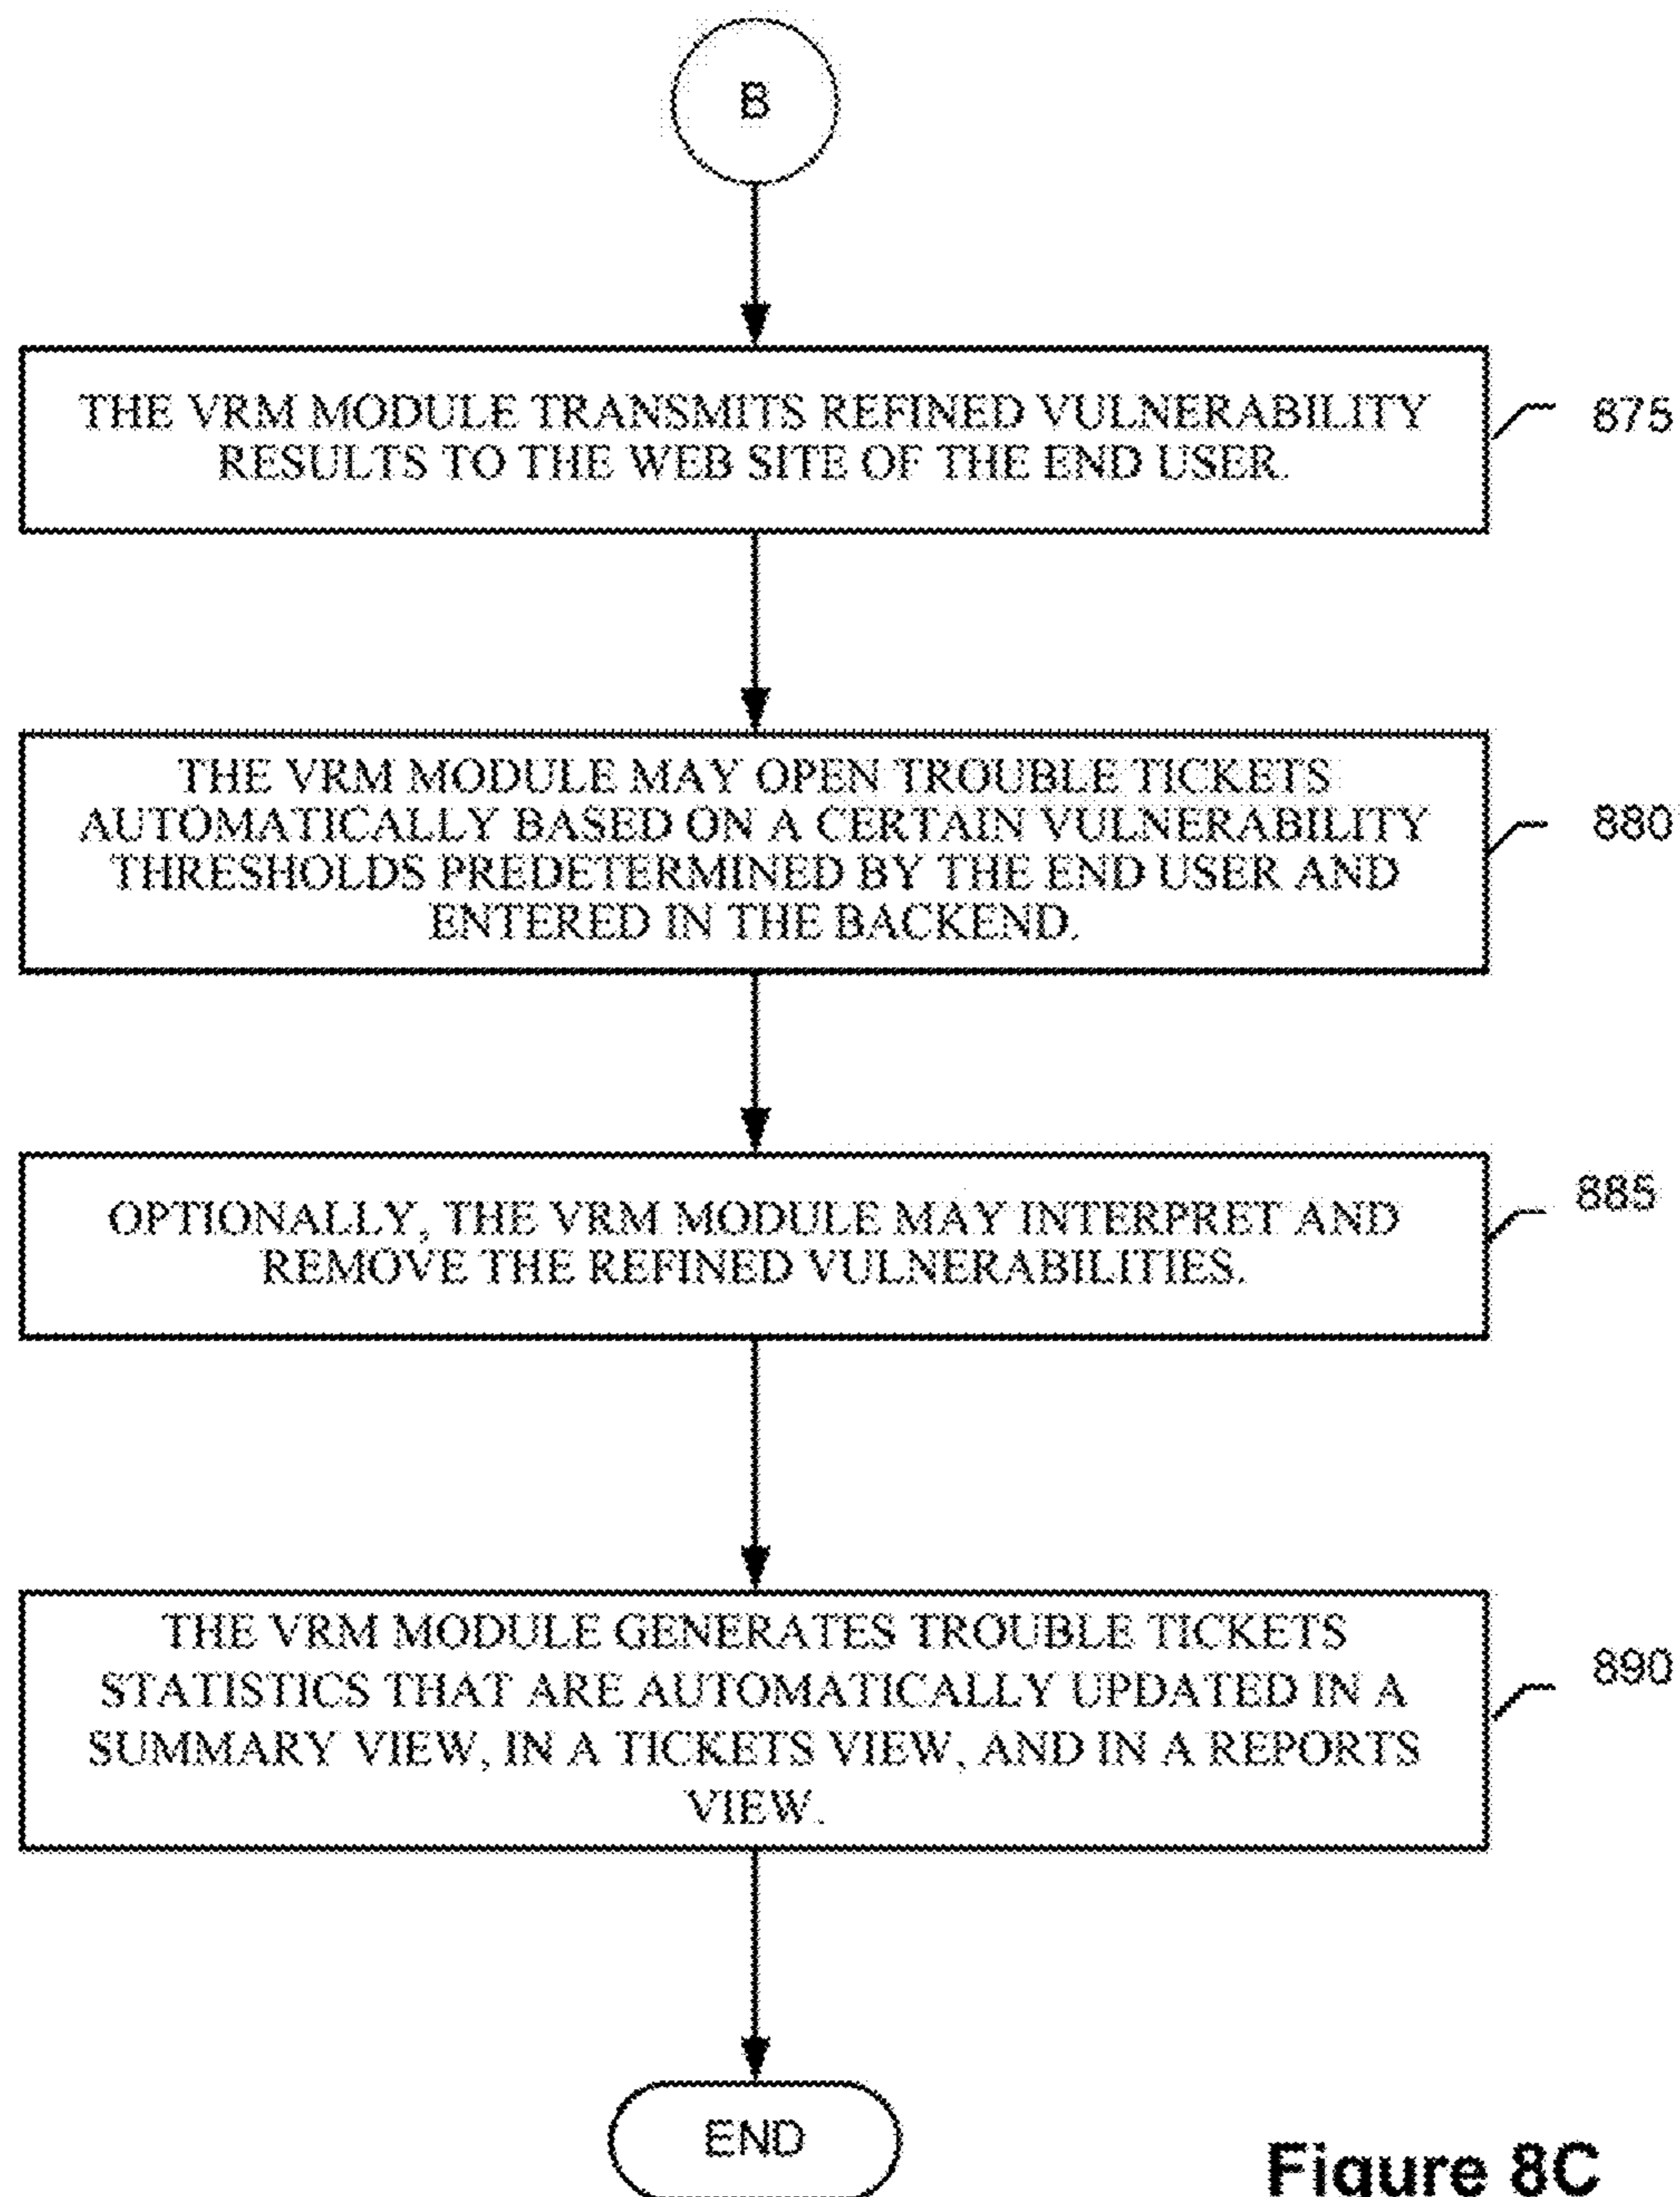 B
THE VRM MODULE TRANSMITS REFINED VULNERABILITY
RESULTS TO THE WEB SITE OF THE END USER.
875
THE VRM MODULE MAY OPEN TROUBLE TICKETS
AUTOMATICALLY BASED ON A CERTAIN VULNERABILITY
THRESHOLDS PREDETERMINED BY THE END USER AND
ENTERED IN THE BACKEND.
880
OPTIONALLY, THE VRM MODULE MAY INTERPRET AND
REMOVE THE REFINED VULNERABILITIES.
885
THE VRM MODULE GENERATES TROUBLE TICKETS
STATISTICS THAT ARE AUTOMATICALLY UPDATED IN A
SUMMARY VIEW, IN A TICKETS VIEW, AND IN A REPORTS
VIEW.
890
END
Figure 8C